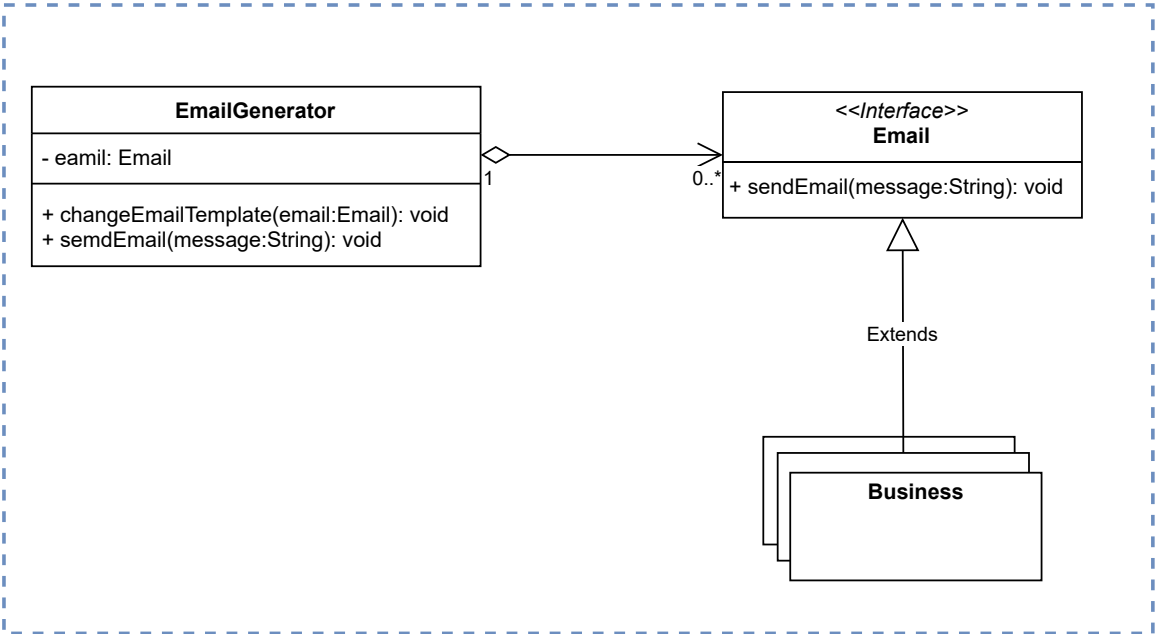 EmailGenerator
- eamil: Email
+ changeEmailTemplate(email:Email): void
+ semdEmail(message:String): void
1
0..*
<<Interface>>
Email
+ sendEmail(message:String): void
Extends
Business